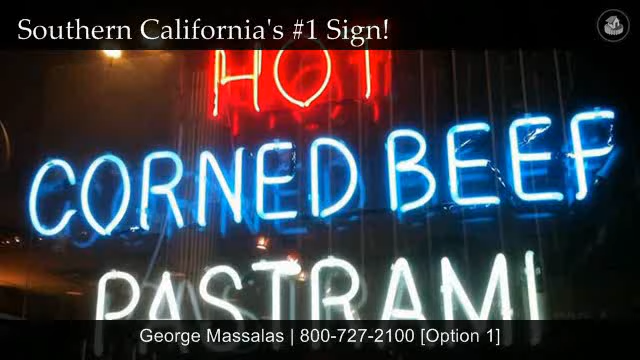 Southern California's #1 Sign!
HOT
CORNED BEEF
PASTRAMI
George Massalas | 800-727-2100 [Option 1]